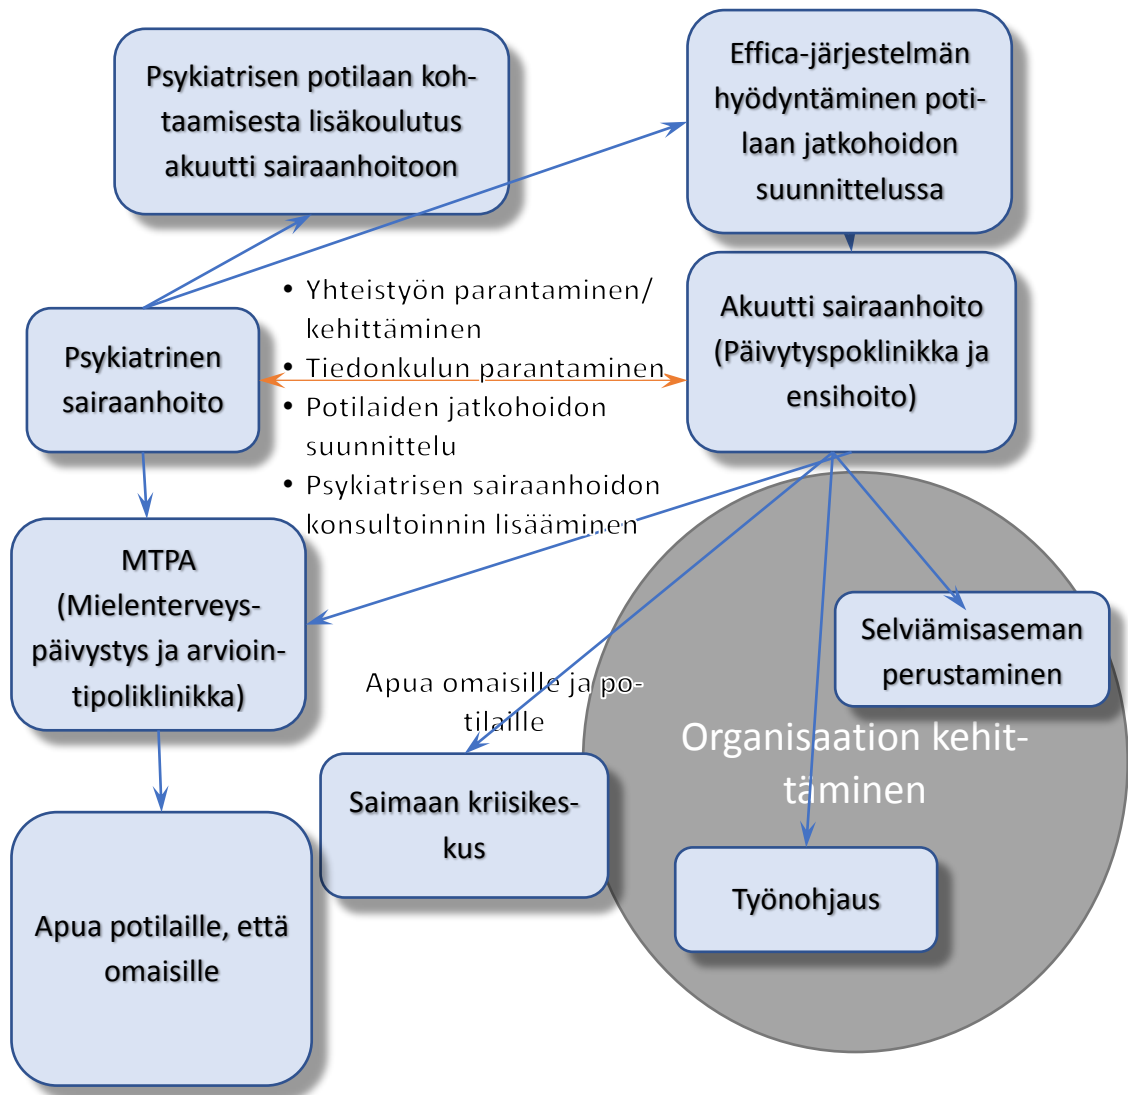 Psykiatrisen potilaan koh-
taamisesta lisäkoulutus
akuutti sairaanhoitoon
Effica-järjestelmän
hyödyntäminen poti-
laan jatkohoidon
suunnittelussa
• Yhteistyön parantaminen/
kehittäminen
• Tiedonkulun parantaminen
• Potilaiden jatkohoidon
suunnittelu
• Psykiatrisen sairaanhoidon
konsultoinnin lisääminen
Psykiatrinen
sairaanhoito
Akuutti sairaanhoito
(Päivytyspoklinikka ja
ensihoito)
MTPA
(Mielenterveys-
päivystys ja arvioin-
tipoliklinikka)
Selviämisaseman
perustaminen
Apua omaisille ja po-
tilaille
Organisaation kehit-
täminen
Saimaan kriisikes-
kus
Työnohjaus
Apua potilaille, että
omaisille